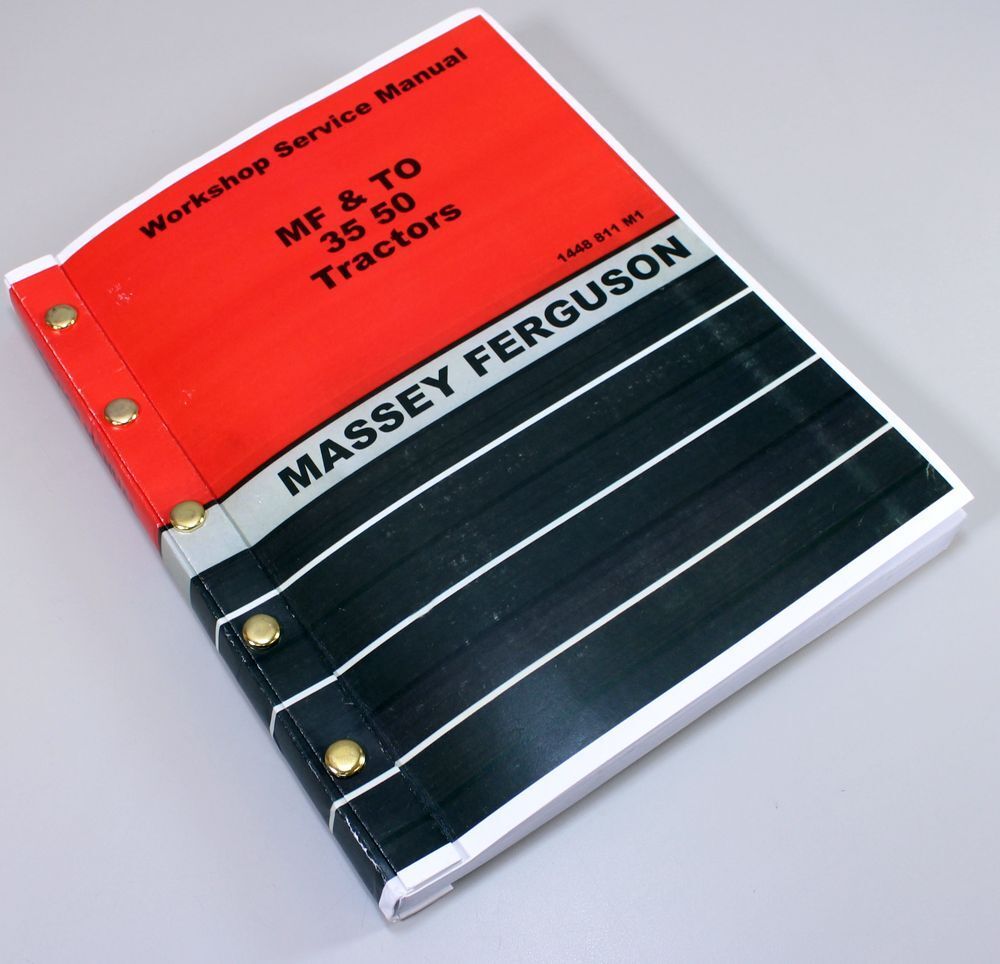 Workshop Service Manual
MF & TO
35 50
Tractors
1448 811 M1
MASSEY FERGUSON